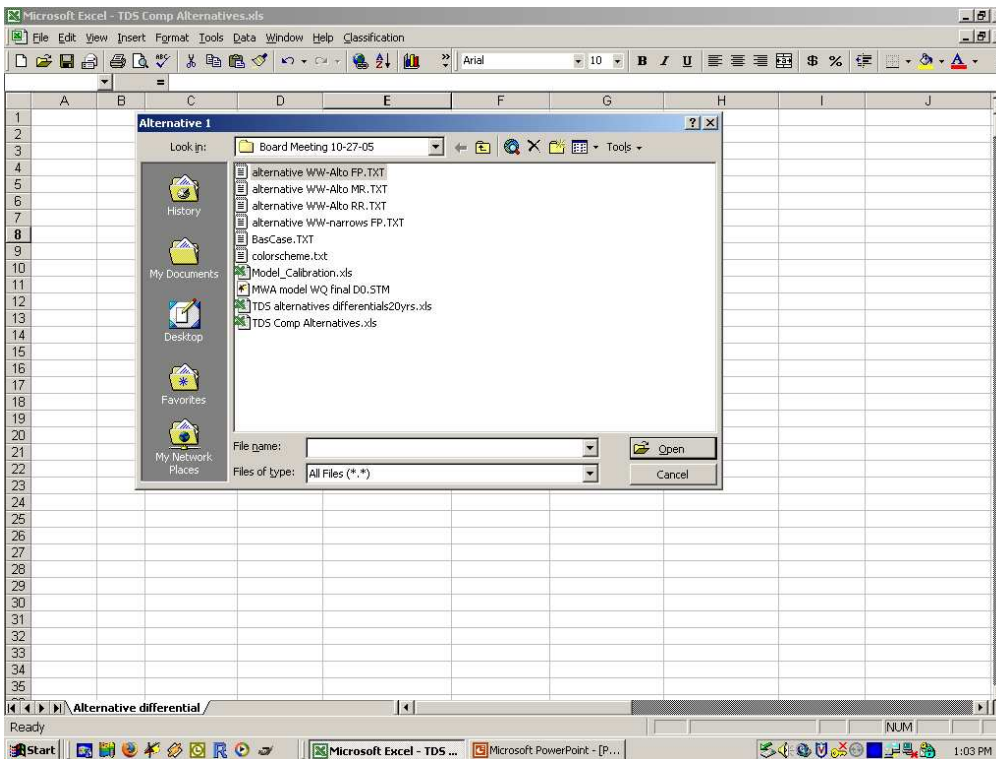 Microsoft Excel - TDS Comp Alternatives.xls
File Edit View Insert Format Tools Data Window Help Classification
Arial 10 B I U $ % A
=
A B C D E F G H I J
1
2
3
4
5
6
7
8
9
10
11
12
13
14
15
16
17
18
19
20
21
22
23
24
25
26
27
28
29
30
31
32
33
34
35
Alternative 1
Look in: Board Meeting 10-27-05 Tools
History
My Documents
Desktop
Favorites
My Network Places
alternative WW-Alto FP.TXT
alternative WW-Alto MR.TXT
alternative WW-Alto RR.TXT
alternative WW-narrows FP.TXT
BasCase.TXT
colorscheme.txt
Model_Calibration.xls
MWA model WQ final D0.STM
TDS alternatives differentials20yrs.xls
TDS Comp Alternatives.xls
File name: Open
Files of type: All Files (*.*) Cancel
Alternative differential
Ready NUM
Start Microsoft Excel - TDS ... Microsoft PowerPoint - [P... 1:03 PM